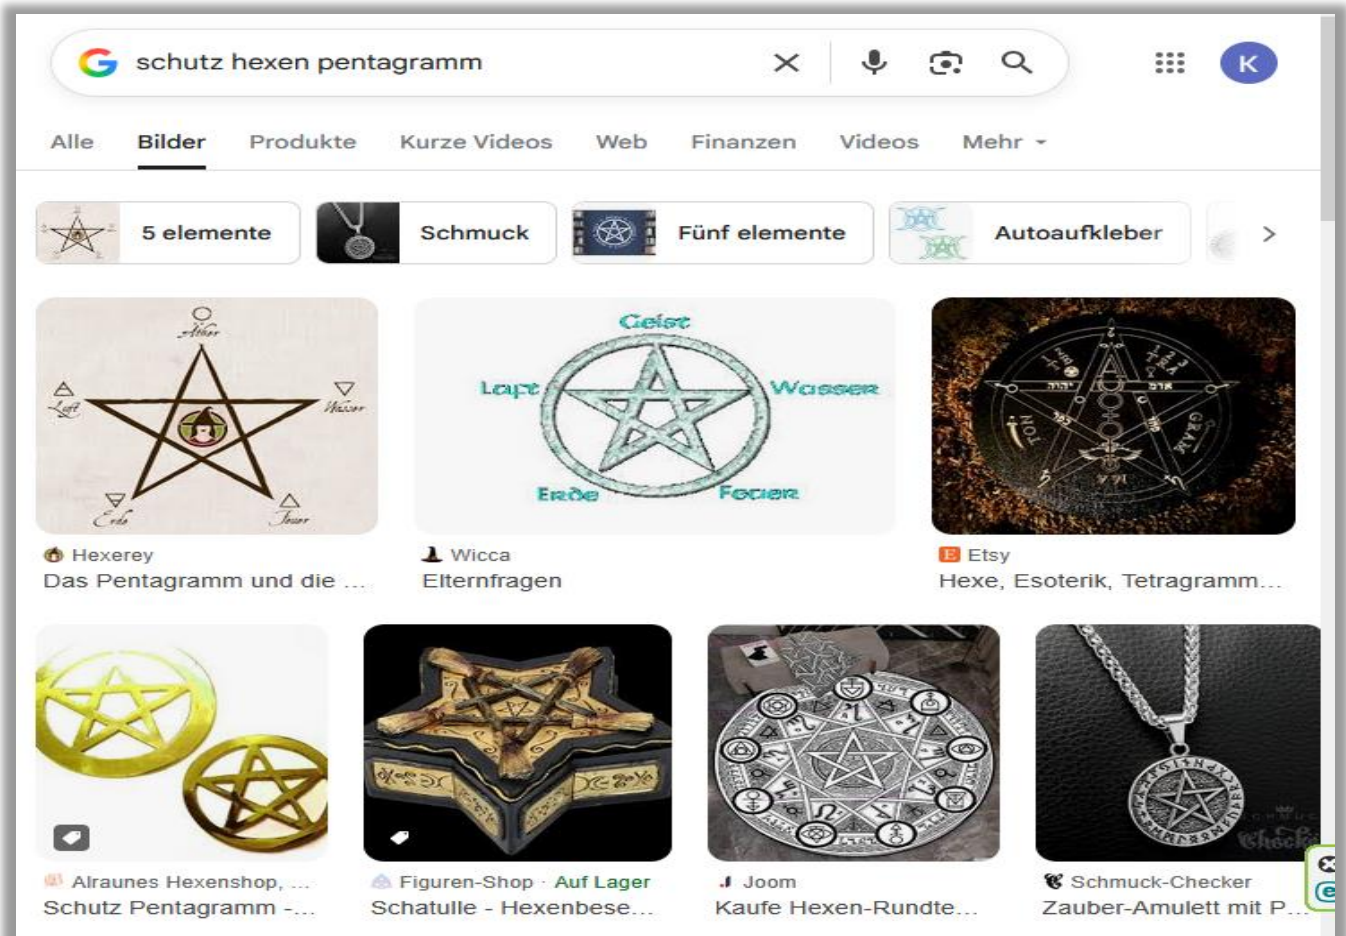 schutz hexen pentagramm
K
Alle Bilder Produkte Kurze Videos Web Finanzen Videos Mehr
5 elemente Schmuck Fünf elemente Autoaufkleber
Äther
Luft Wasser
Erde Feuer
Geist
Luft Wasser
Erde Feuer
יהוה
GRAM
TON
Hexerey
Das Pentagramm und die ...
Wicca
Elternfragen
E Etsy
Hexe, Esoterik, Tetragramm...
Alraunes Hexenshop, ...
Schutz Pentagramm -...
Figuren-Shop · Auf Lager
Schatulle - Hexenbese...
Joom
Kaufe Hexen-Rundte...
Schmuck-Checker
Zauber-Amulett mit P...